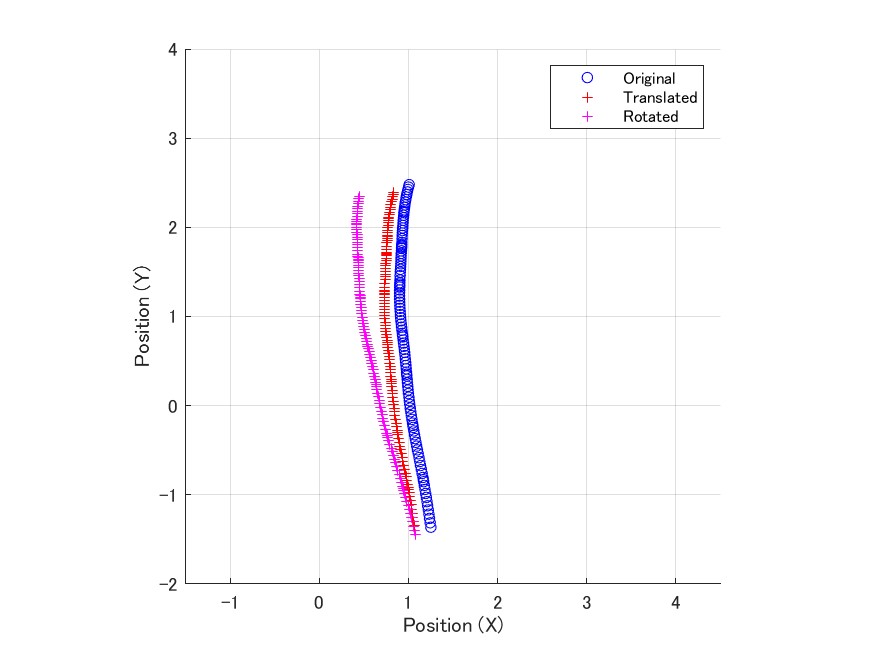 4
Original
Translated
Rotated
3
2
1
0
−1
−2
−1 0 1 2 3 4
Position (X)
Position (Y)